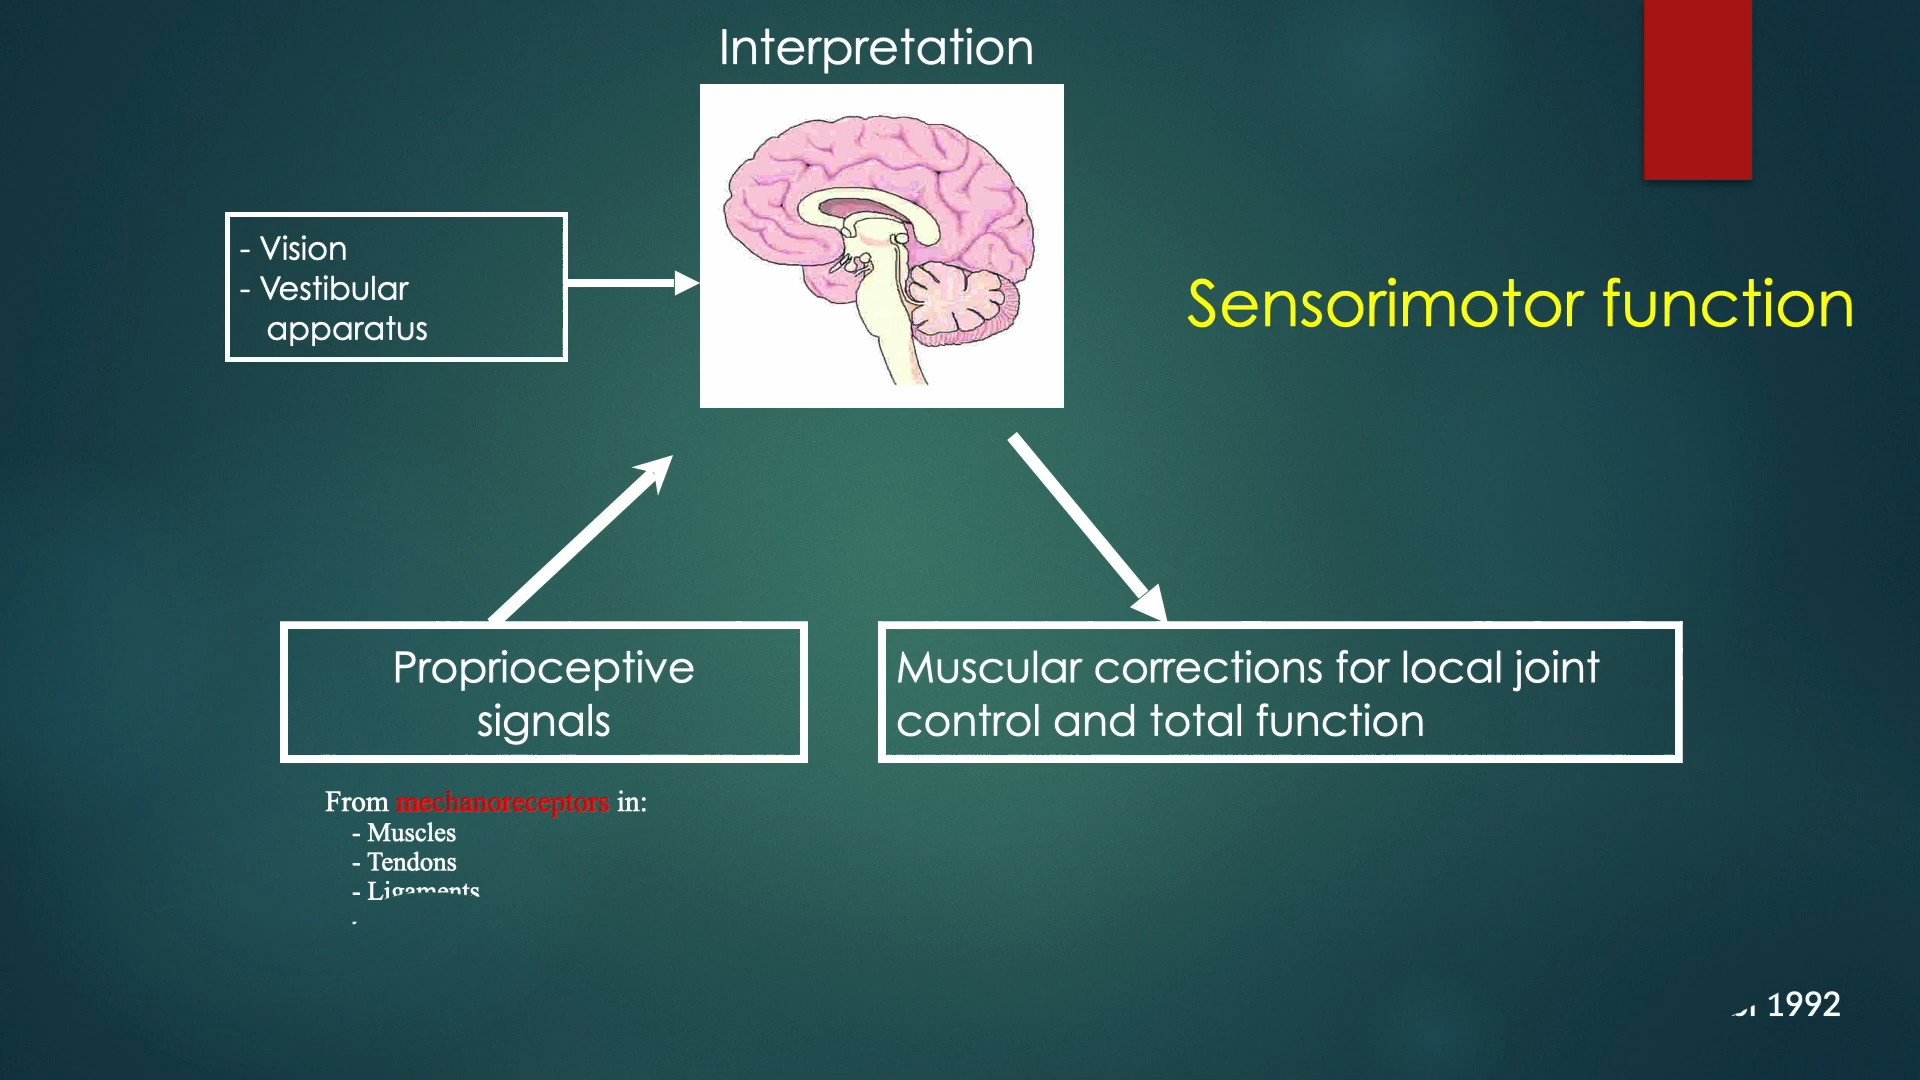 Interpretation
- Vision
- Vestibular
apparatus
Sensorimotor function
Proprioceptive
signals
Muscular corrections for local joint
control and total function
From mechanoreceptors in:
- Muscles
- Tendons
- Ligaments
-
1992